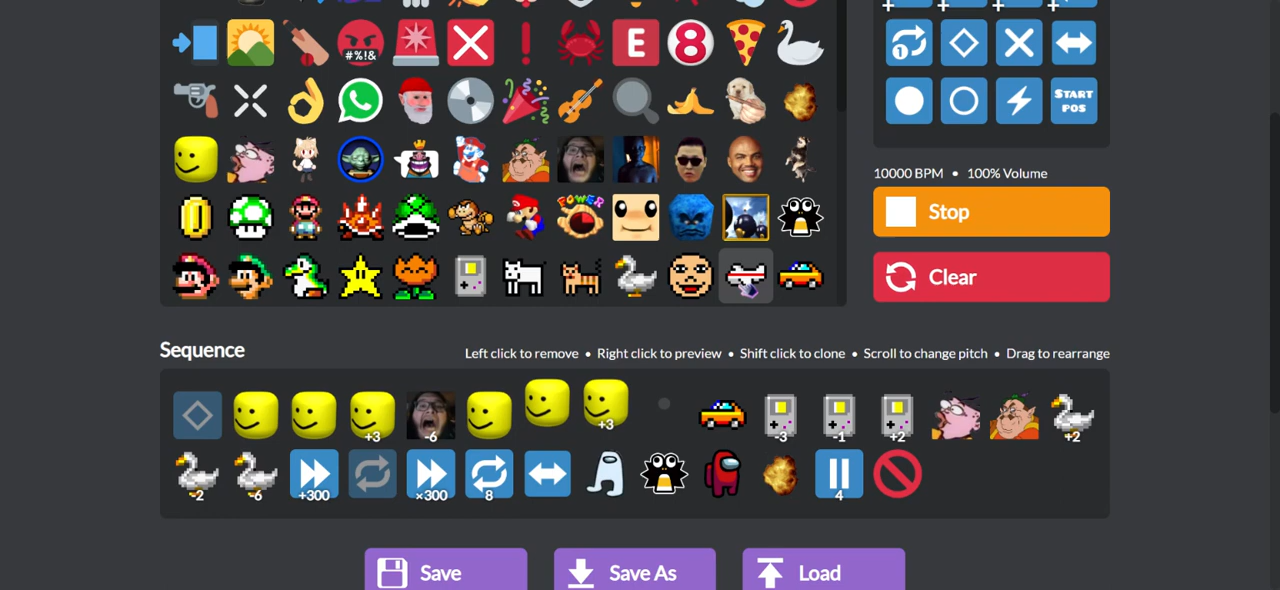 #%!&
E
8
1
START
POS
POWER
10000 BPM • 100% Volume
Stop
Clear
Sequence
Left click to remove • Right click to preview • Shift click to clone • Scroll to change pitch • Drag to rearrange
+3 -6 +3 -3 -1 +2 +2
-2 -6 +300 ×300 8 4
Save
Save As
Load